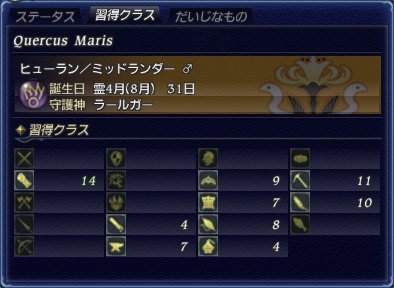 ステータス 習得クラス だいじなもの
Quercus Maris
ヒューラン／ミッドランダー ♂
誕生日 霊4月(8月) 31日
守護神 ラールガー
習得クラス
14 9 11
7 10
4 8
7 4